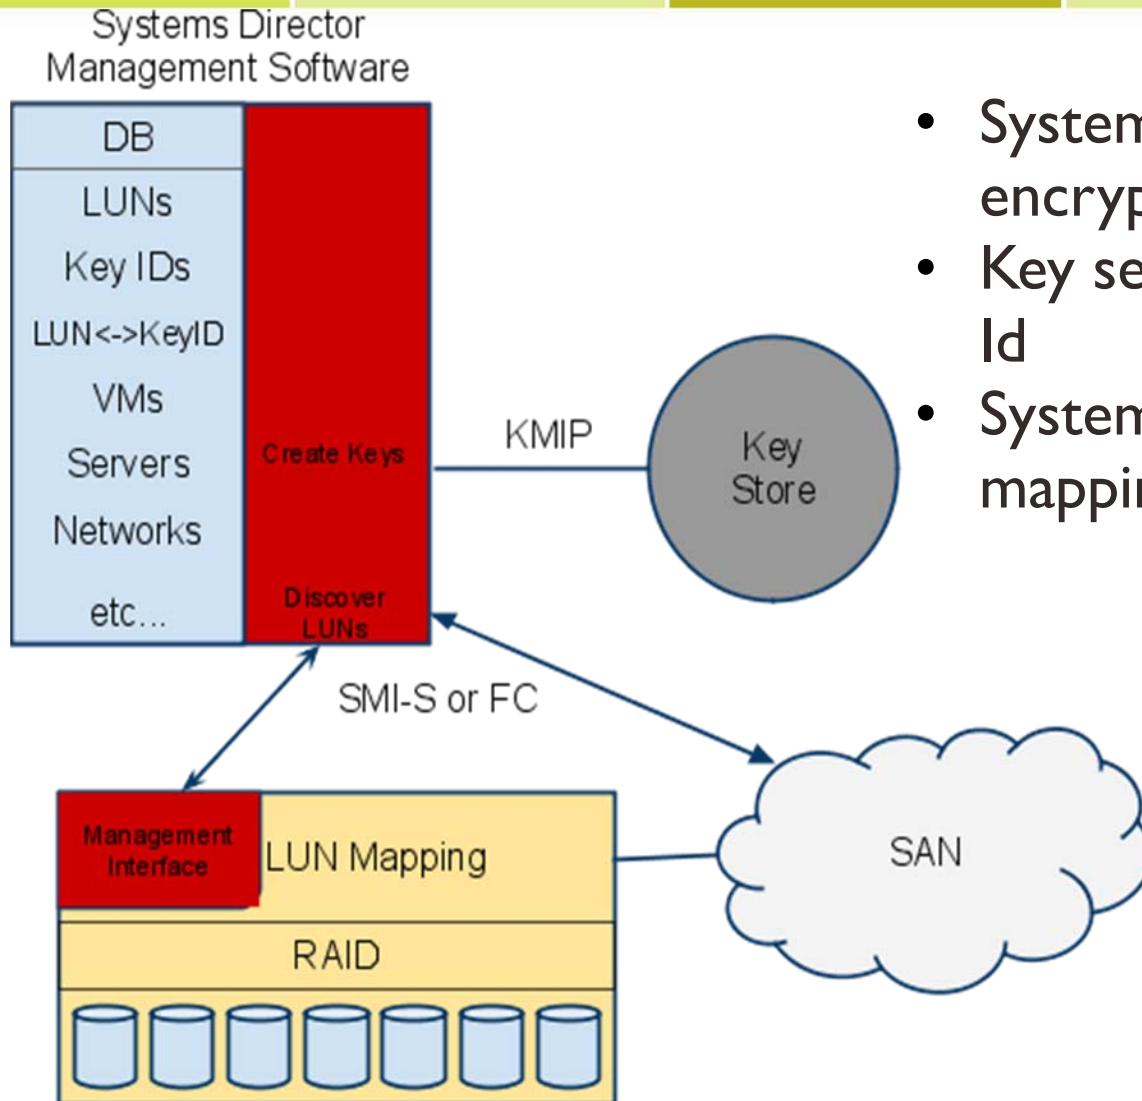 Systems Director
Management Software
DB
LUNs
Key IDs
LUN<->KeyID
VMs
Servers
Networks
etc...
Create Keys
Discover
LUNs
KMIP
Key
Store
SMI-S or FC
Management
Interface
LUN Mapping
RAID
SAN
•
•	Key
Id
•